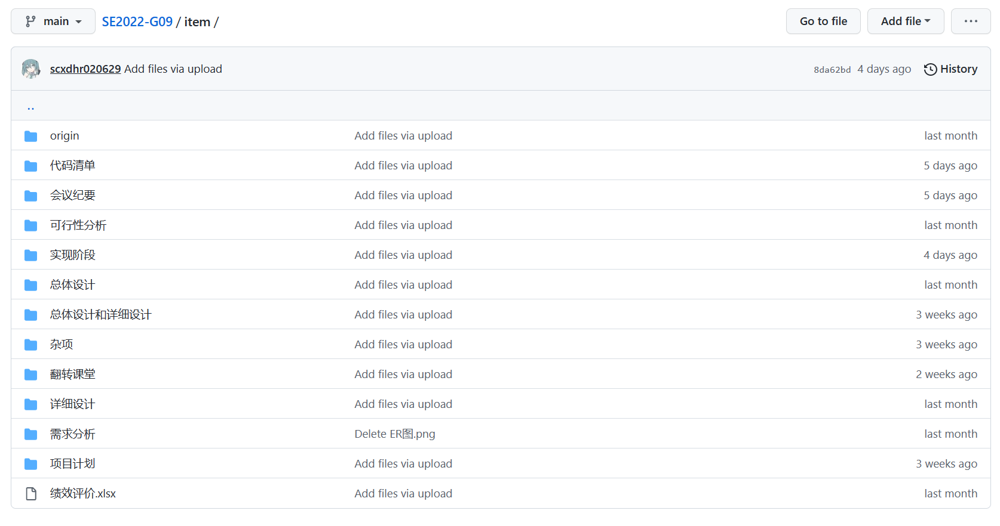 main SE2022-G09 / item / Go to file Add file ...
scxdhr020629 Add files via upload 8da62bd 4 days ago History
..
origin Add files via upload last month
代码清单 Add files via upload 5 days ago
会议纪要 Add files via upload 5 days ago
可行性分析 Add files via upload last month
实现阶段 Add files via upload 4 days ago
总体设计 Add files via upload last month
总体设计和详细设计 Add files via upload 3 weeks ago
杂项 Add files via upload 3 weeks ago
翻转课堂 Add files via upload 2 weeks ago
详细设计 Add files via upload last month
需求分析 Delete ER图.png last month
项目计划 Add files via upload 3 weeks ago
绩效评价.xlsx Add files via upload last month